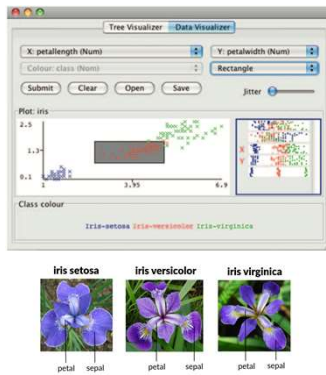 Tree Visualizer Data Visualizer
X: petallength (Num) Y: petalwidth (Num)
Colour: class (Num) Rectangle
Submit Clear Open Save Jitter
Plot: iris
2.5
1.3
0.1
1 3.95 6.9
X
Y
Class colour
Iris-setosa Iris-versicolor Iris-virginica
iris setosa iris versicolor iris virginica
petal sepal petal sepal petal sepal